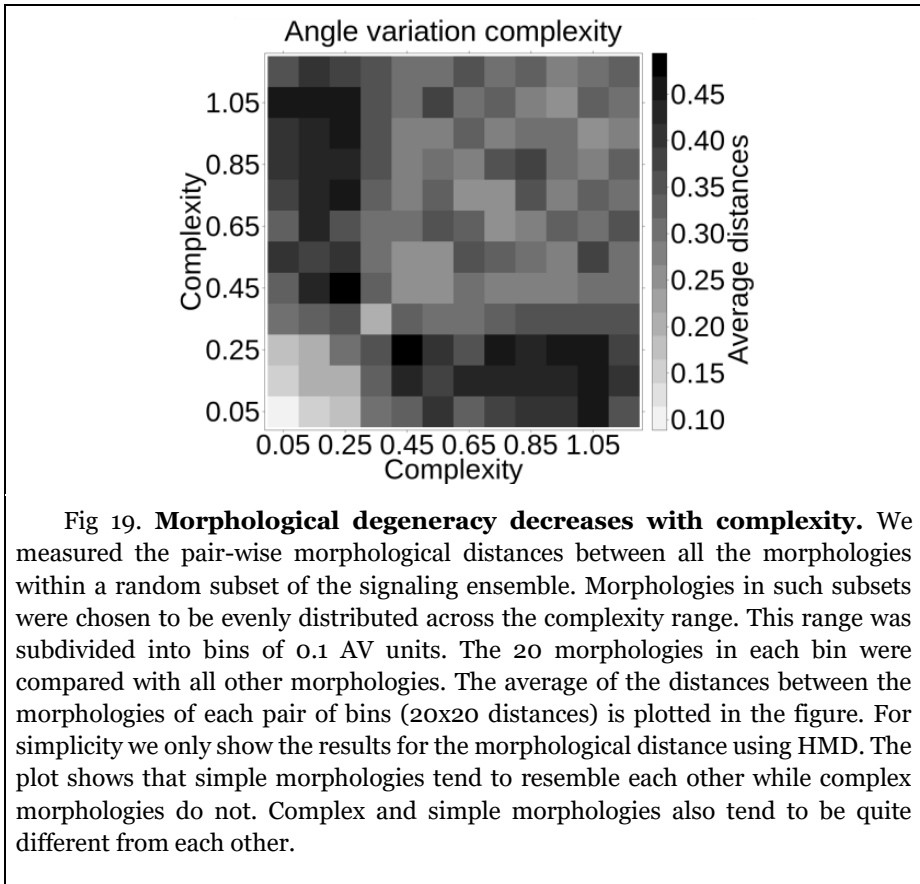 Angle variation complexity
1.05
0.85
0.65
0.45
0.25
0.05
Complexity
0.05 0.25 0.45 0.65 0.85 1.05
Complexity
0.45
0.40
0.35
0.30
0.25
0.20
0.15
0.10
Average distances
Fig 19. Morphological degeneracy decreases with complexity. We
measured the pair-wise morphological distances between all the morphologies
within a random subset of the signaling ensemble. Morphologies in such subsets
were chosen to be evenly distributed across the complexity range. This range was
subdivided into bins of 0.1 AV units. The 20 morphologies in each bin were
compared with all other morphologies. The average of the distances between the
morphologies of each pair of bins (20x20 distances) is plotted in the figure. For
simplicity we only show the results for the morphological distance using HMD. The
plot shows that simple morphologies tend to resemble each other while complex
morphologies do not. Complex and simple morphologies also tend to be quite
different from each other.